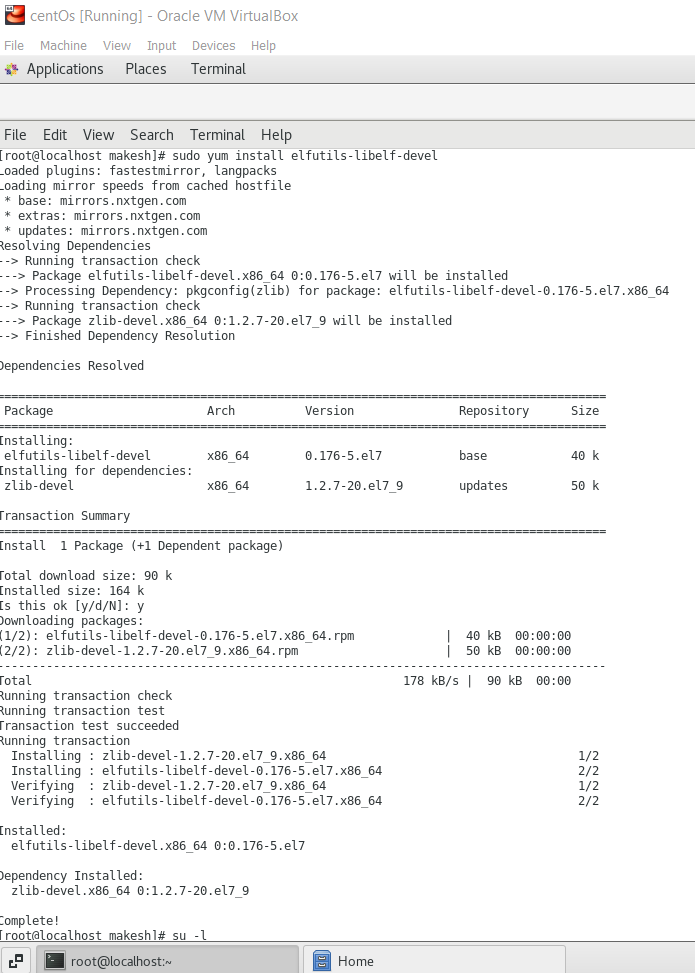 centOs [Running] - Oracle VM VirtualBox
File Machine View Input Devices Help
Applications Places Terminal
File Edit View Search Terminal Help
[root@localhost makesh]# sudo yum install elfutils-libelf-devel
Loaded plugins: fastestmirror, langpacks
Loading mirror speeds from cached hostfile
 * base: mirrors.nxtgen.com
 * extras: mirrors.nxtgen.com
 * updates: mirrors.nxtgen.com
Resolving Dependencies
--> Running transaction check
---> Package elfutils-libelf-devel.x86_64 0:0.176-5.el7 will be installed
--> Processing Dependency: pkgconfig(zlib) for package: elfutils-libelf-devel-0.176-5.el7.x86_64
--> Running transaction check
---> Package zlib-devel.x86_64 0:1.2.7-20.el7_9 will be installed
--> Finished Dependency Resolution
Dependencies Resolved
================================================================================
 Package Arch Version Repository Size
================================================================================
Installing:
 elfutils-libelf-devel x86_64 0.176-5.el7 base 40 k
Installing for dependencies:
 zlib-devel x86_64 1.2.7-20.el7_9 updates 50 k
Transaction Summary
================================================================================
Install  1 Package (+1 Dependent package)
Total download size: 90 k
Installed size: 164 k
Is this ok [y/d/N]: y
Downloading packages:
(1/2): elfutils-libelf-devel-0.176-5.el7.x86_64.rpm | 40 kB 00:00:00
(2/2): zlib-devel-1.2.7-20.el7_9.x86_64.rpm | 50 kB 00:00:00
--------------------------------------------------------------------------------
Total 178 kB/s | 90 kB 00:00
Running transaction check
Running transaction test
Transaction test succeeded
Running transaction
  Installing : zlib-devel-1.2.7-20.el7_9.x86_64 1/2
  Installing : elfutils-libelf-devel-0.176-5.el7.x86_64 2/2
  Verifying  : zlib-devel-1.2.7-20.el7_9.x86_64 1/2
  Verifying  : elfutils-libelf-devel-0.176-5.el7.x86_64 2/2
Installed:
  elfutils-libelf-devel.x86_64 0:0.176-5.el7
Dependency Installed:
  zlib-devel.x86_64 0:1.2.7-20.el7_9
Complete!
[root@localhost makesh]# su -l
root@localhost:~ Home